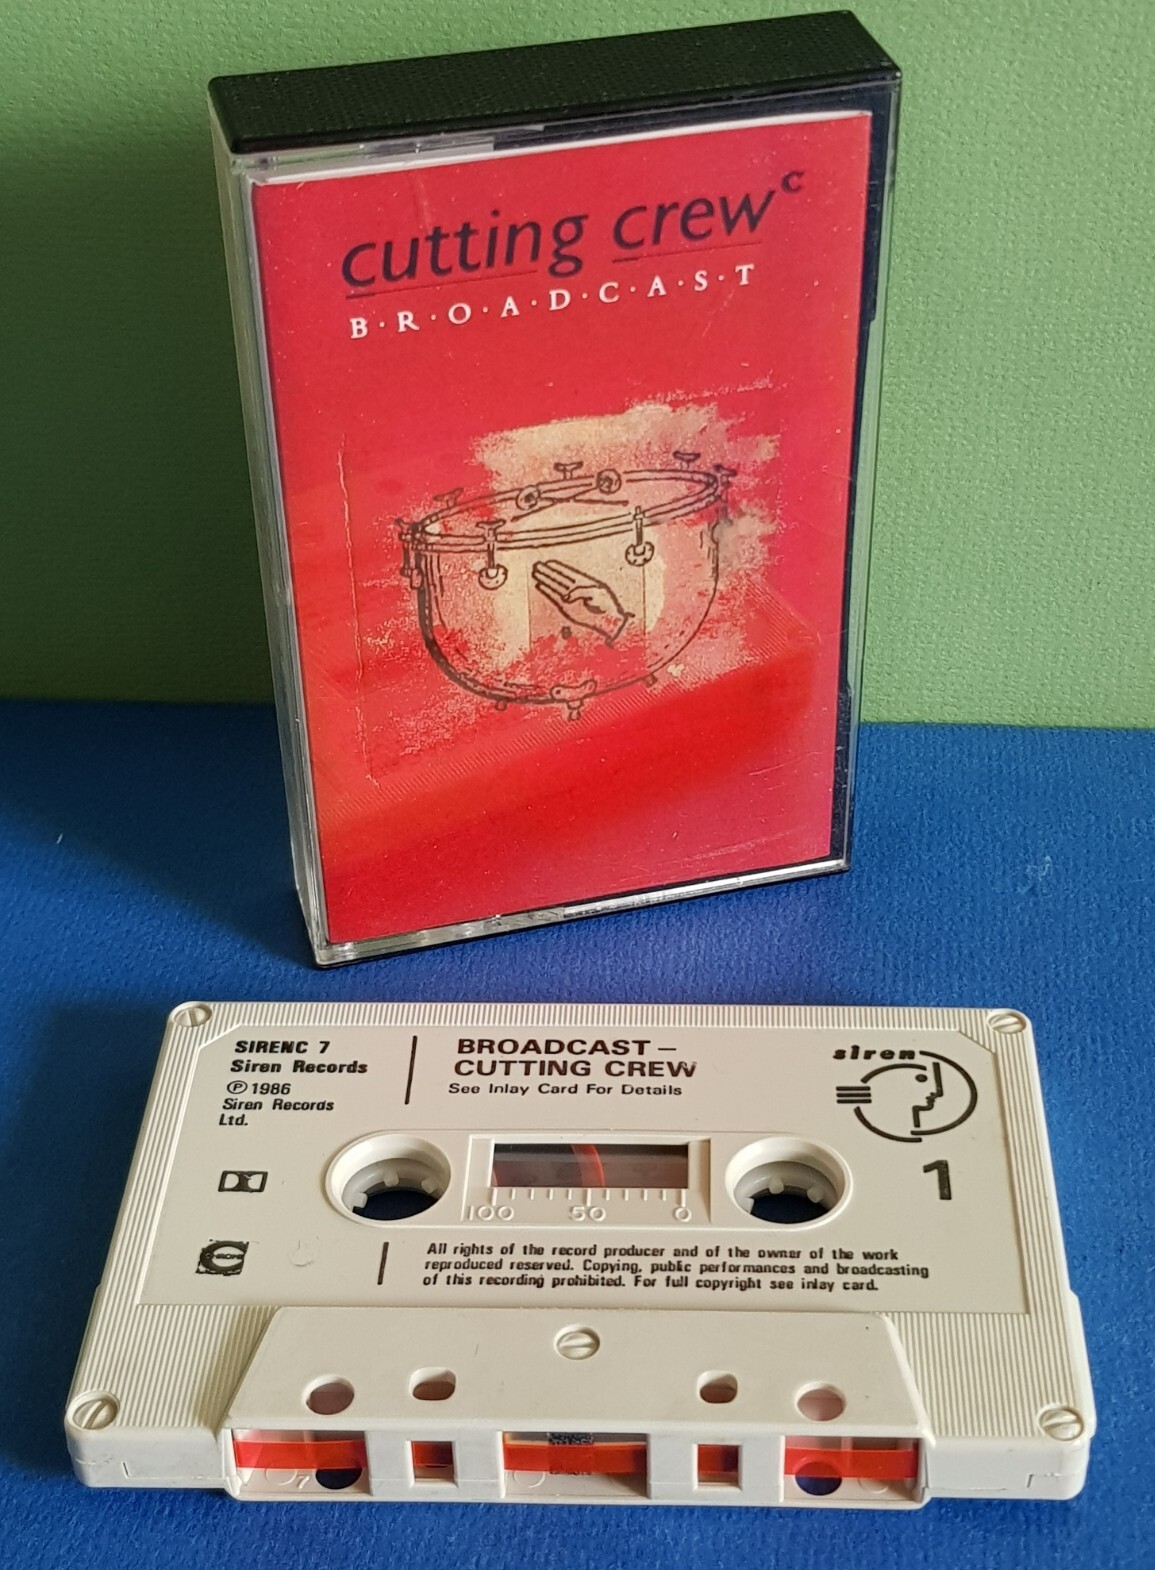 cutting crew c
B·R·O·A·D·C·A·S·T
SIRENC 7
Siren Records
℗ 1986
Siren Records
Ltd.
BROADCAST –
CUTTING CREW
See Inlay Card For Details
siren
1
100 50 0
CHROME
All rights of the record producer and of the owner of the work
reproduced reserved. Copying, public performances and broadcasting
of this recording prohibited. For full copyright see inlay card.
7